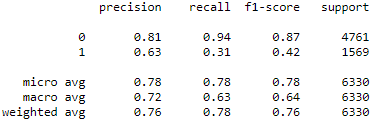 precision recall f1-score support
0 0.81 0.94 0.87 4761
1 0.63 0.31 0.42 1569
micro avg 0.78 0.78 0.78 6330
macro avg 0.72 0.63 0.64 6330
weighted avg 0.76 0.78 0.76 6330